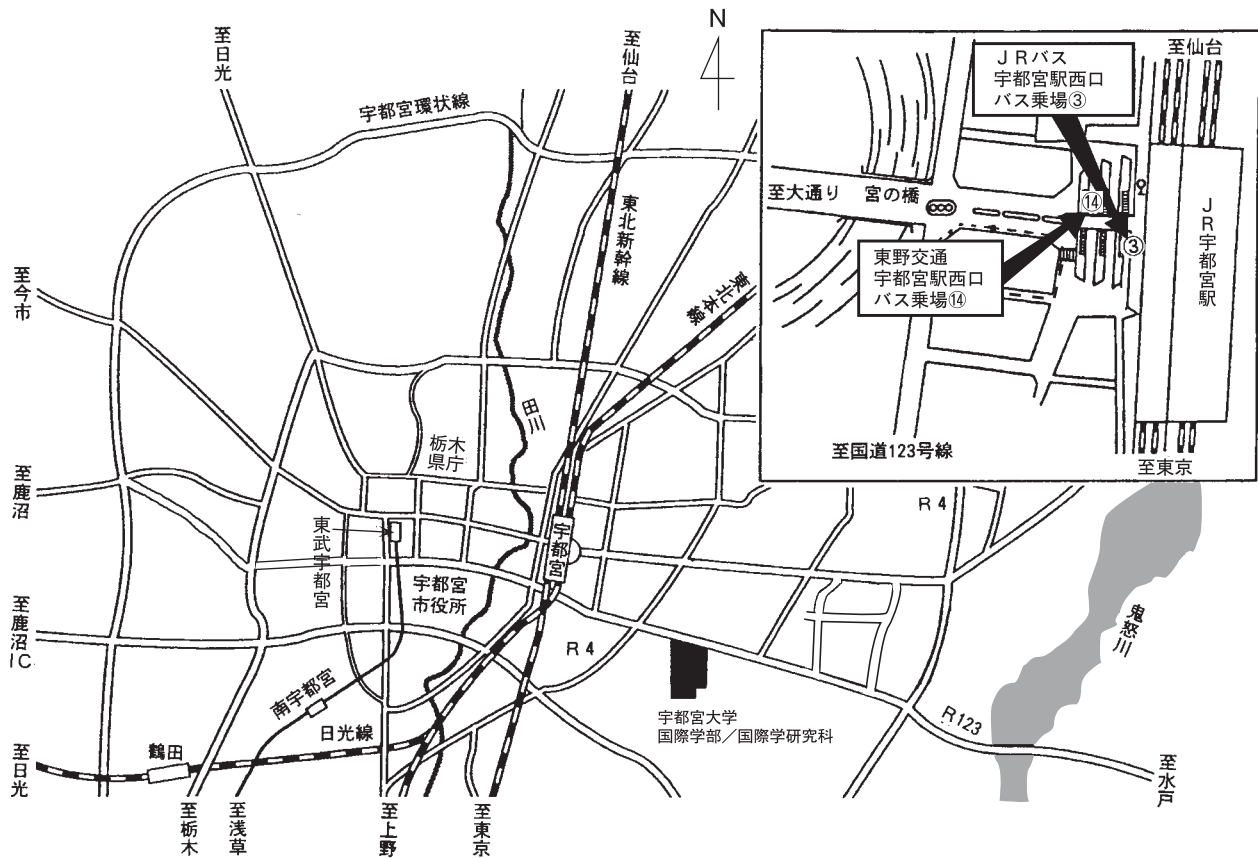 N
至日光
至仙台
宇都宮環状線
東北新幹線
東北本線
至今市
田川
栃木
県庁
至鹿沼
東武宇都宮
宇都宮
宇都宮
市役所
至鹿沼IC
R 4
R 4
鬼怒川
南宇都宮
日光線
鶴田
宇都宮大学
国際学部/国際学研究科
R123
至日光
至水戸
至栃木
至浅草
至上野
至東京
JRバス
宇都宮駅西口
バス乗場③
至仙台
至大通り 宮の橋
⑭
③
JR宇都宮駅
東野交通
宇都宮駅西口
バス乗場⑭
至国道123号線
至東京